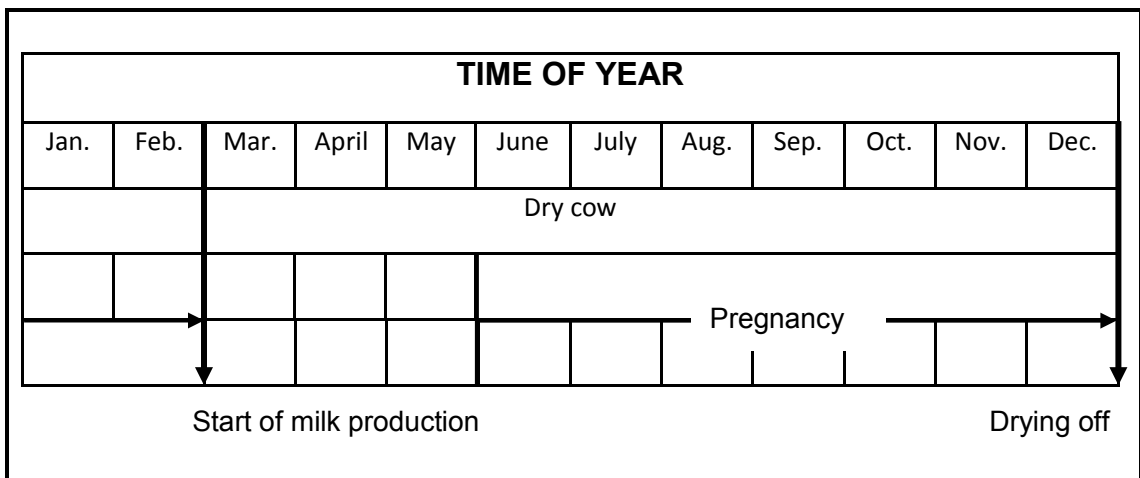 TIME OF YEAR
Jan. Feb. Mar. April May June July Aug. Sep. Oct. Nov. Dec.
Dry cow
Pregnancy
Start of milk production Drying off